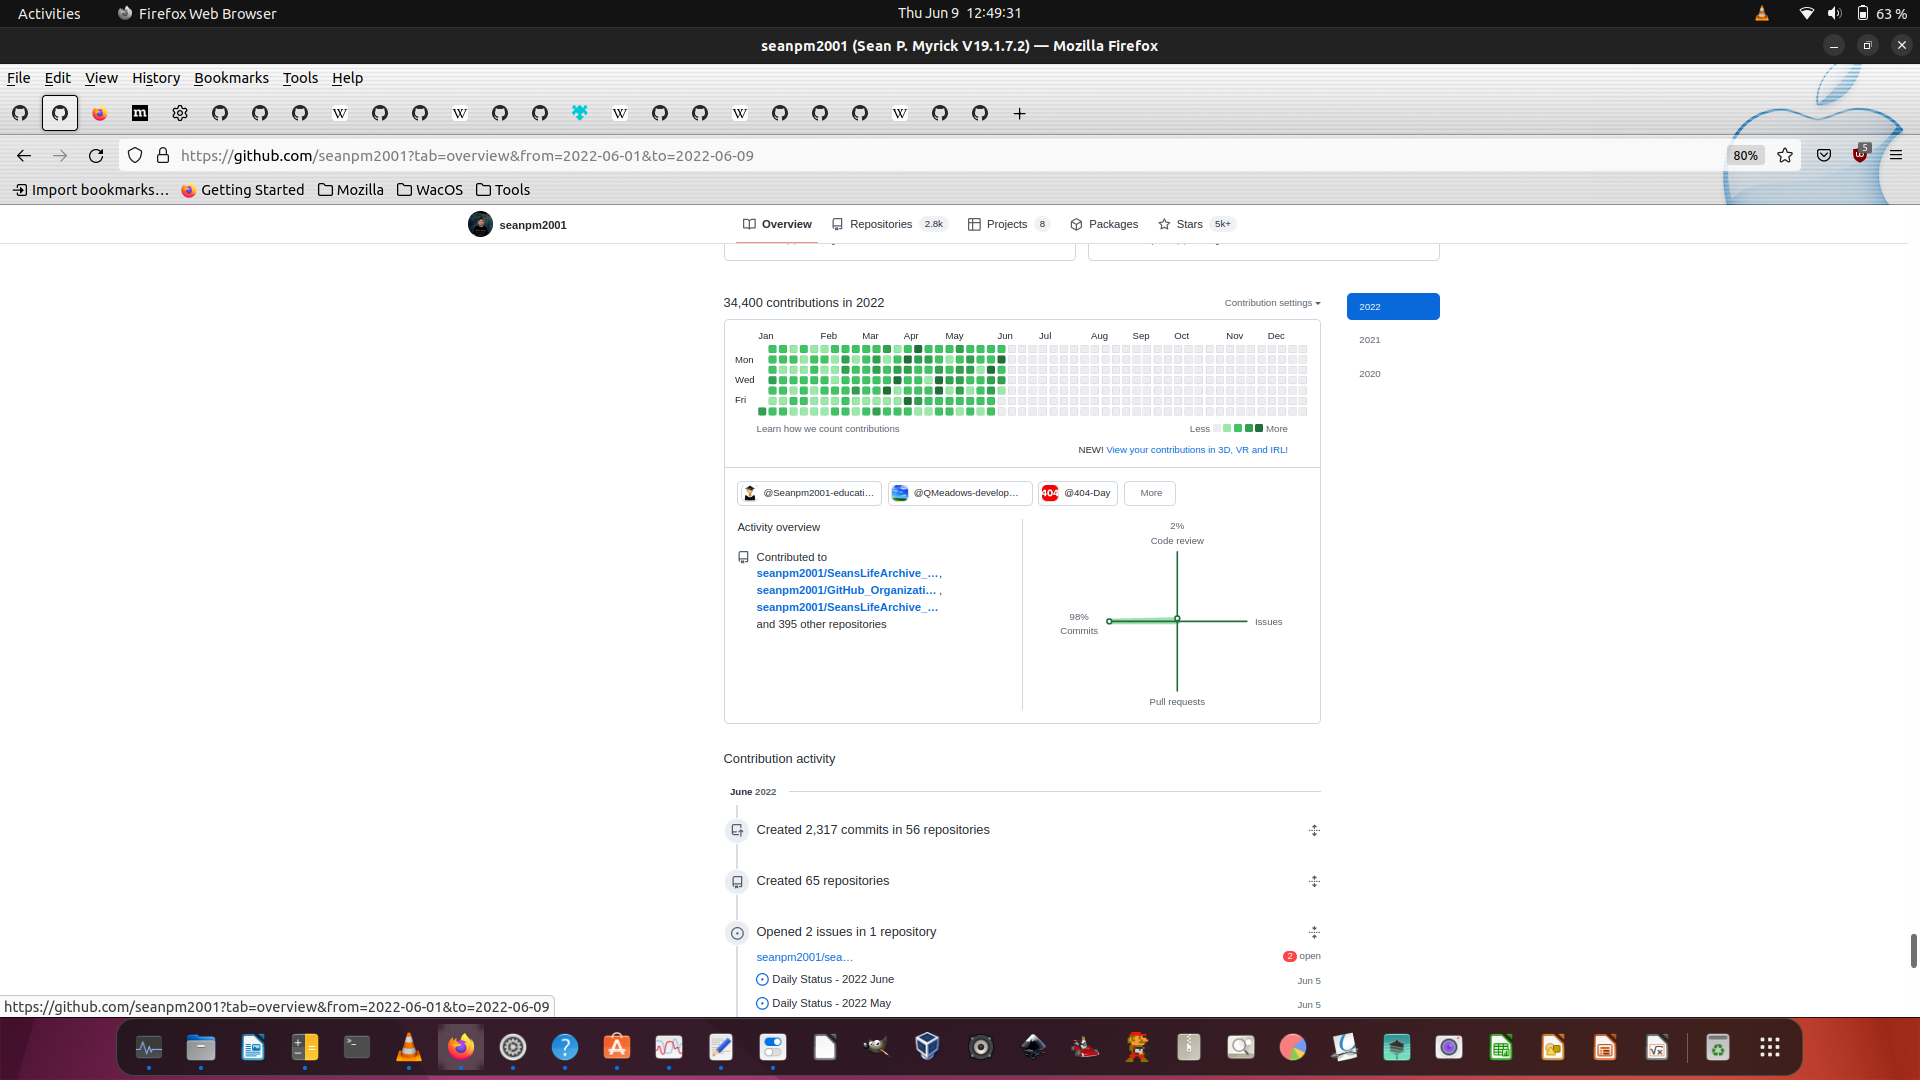 Activities
Firefox Web Browser
Thu Jun 9 12:49:31
63 %
seanpm2001 (Sean P. Myrick V19.1.7.2) — Mozilla Firefox
File Edit View History Bookmarks Tools Help
https://github.com/seanpm2001?tab=overview&from=2022-06-01&to=2022-06-09
80%
5
Import bookmarks… Getting Started Mozilla WacOS Tools
seanpm2001
Overview Repositories 2.8k Projects 8 Packages Stars 5k+
34,400 contributions in 2022
Contribution settings
2022
2021
2020
Jan Feb Mar Apr May Jun Jul Aug Sep Oct Nov Dec
Mon
Wed
Fri
Learn how we count contributions
Less More
NEW! View your contributions in 3D, VR and IRL!
@Seanpm2001-educati…
@QMeadows-develop…
404 @404-Day
More
Activity overview
Contributed to
seanpm2001/SeansLifeArchive_…,
seanpm2001/GitHub_Organizati… ,
seanpm2001/SeansLifeArchive_…
and 395 other repositories
2%
Code review
98%
Commits
Issues
Pull requests
Contribution activity
June 2022
Created 2,317 commits in 56 repositories
Created 65 repositories
Opened 2 issues in 1 repository
seanpm2001/sea…
2 open
Daily Status - 2022 June
Jun 5
Daily Status - 2022 May
Jun 5
https://github.com/seanpm2001?tab=overview&from=2022-06-01&to=2022-06-09